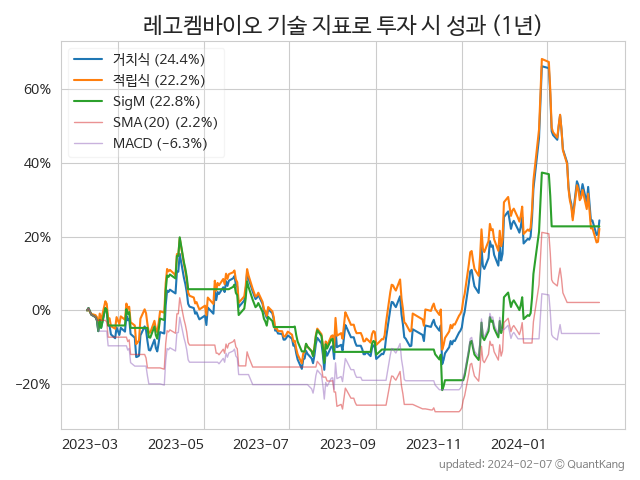 레고켐바이오 기술 지표로 투자 시 성과 (1년)
거치식 (24.4%)
적립식 (22.2%)
SigM (22.8%)
SMA(20) (2.2%)
MACD (−6.3%)
60%
40%
20%
0%
−20%
2023-03 2023-05 2023-07 2023-09 2023-11 2024-01
updated: 2024-02-07 © QuantKang